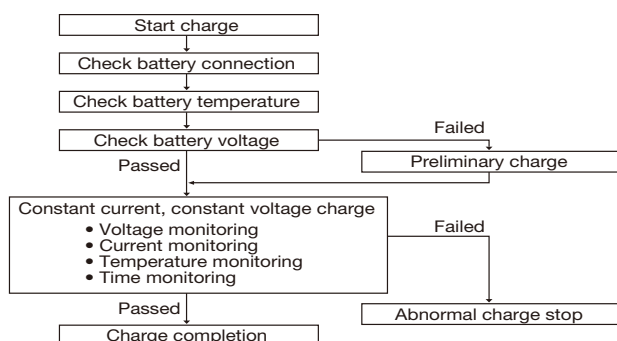 Start charge
Check battery connection
Check battery temperature
Check battery voltage
Failed
Passed
Preliminary charge
Constant current, constant voltage charge
• Voltage monitoring
• Current monitoring
• Temperature monitoring
• Time monitoring
Failed
Passed
Abnormal charge stop
Charge completion